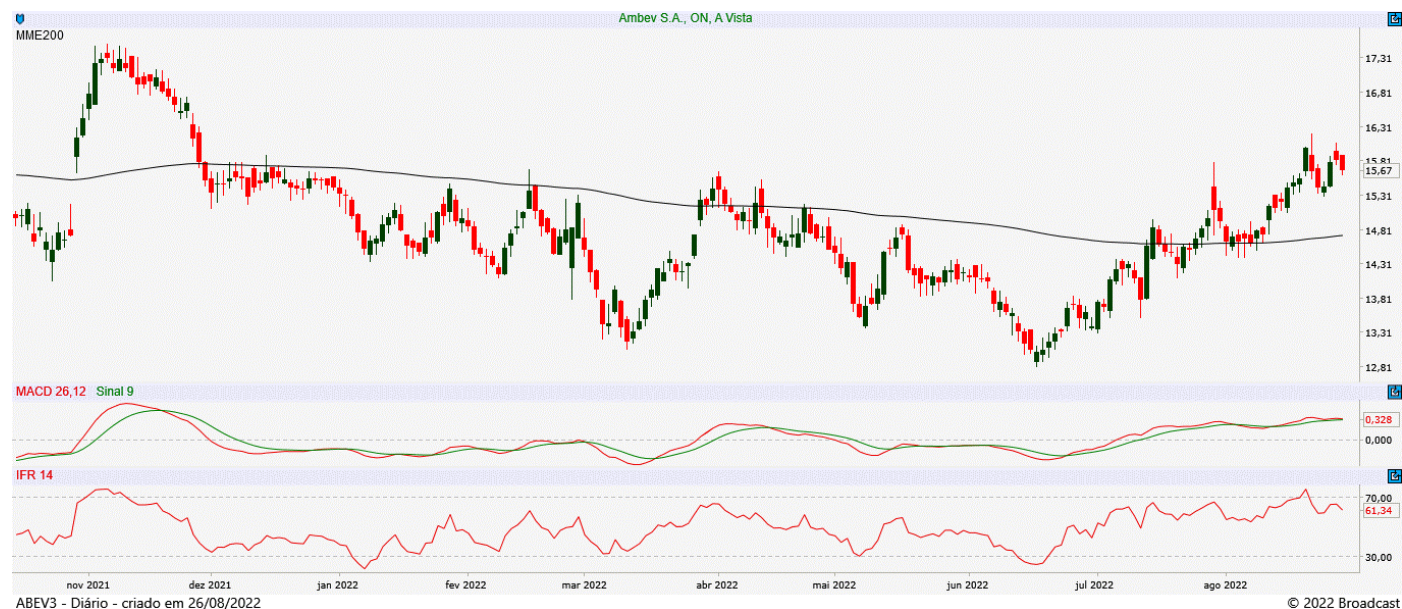 Ambev S.A., ON, A Vista
MME200
17,31
16,81
16,31
15,81
15,67
15,31
14,81
14,31
13,81
13,31
12,81
MACD 26,12 Sinal 9
0,328
0,000
IFR 14
70,00
61,34
30,00
nov 2021 dez 2021 jan 2022 fev 2022 mar 2022 abr 2022 mai 2022 jun 2022 jul 2022 ago 2022
ABEV3 - Diário - criado em 26/08/2022 © 2022 Broadcast